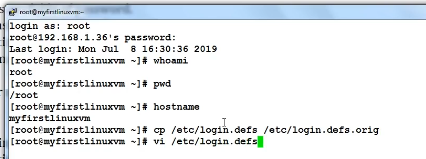 root@myfirstlinuxvm:~
login as: root
root@192.168.1.36's password:
Last login: Mon Jul  8 16:30:36 2019
[root@myfirstlinuxvm ~]# whoami
root
[root@myfirstlinuxvm ~]# pwd
/root
[root@myfirstlinuxvm ~]# hostname
myfirstlinuxvm
[root@myfirstlinuxvm ~]# cp /etc/login.defs /etc/login.defs.orig
[root@myfirstlinuxvm ~]# vi /etc/login.defs